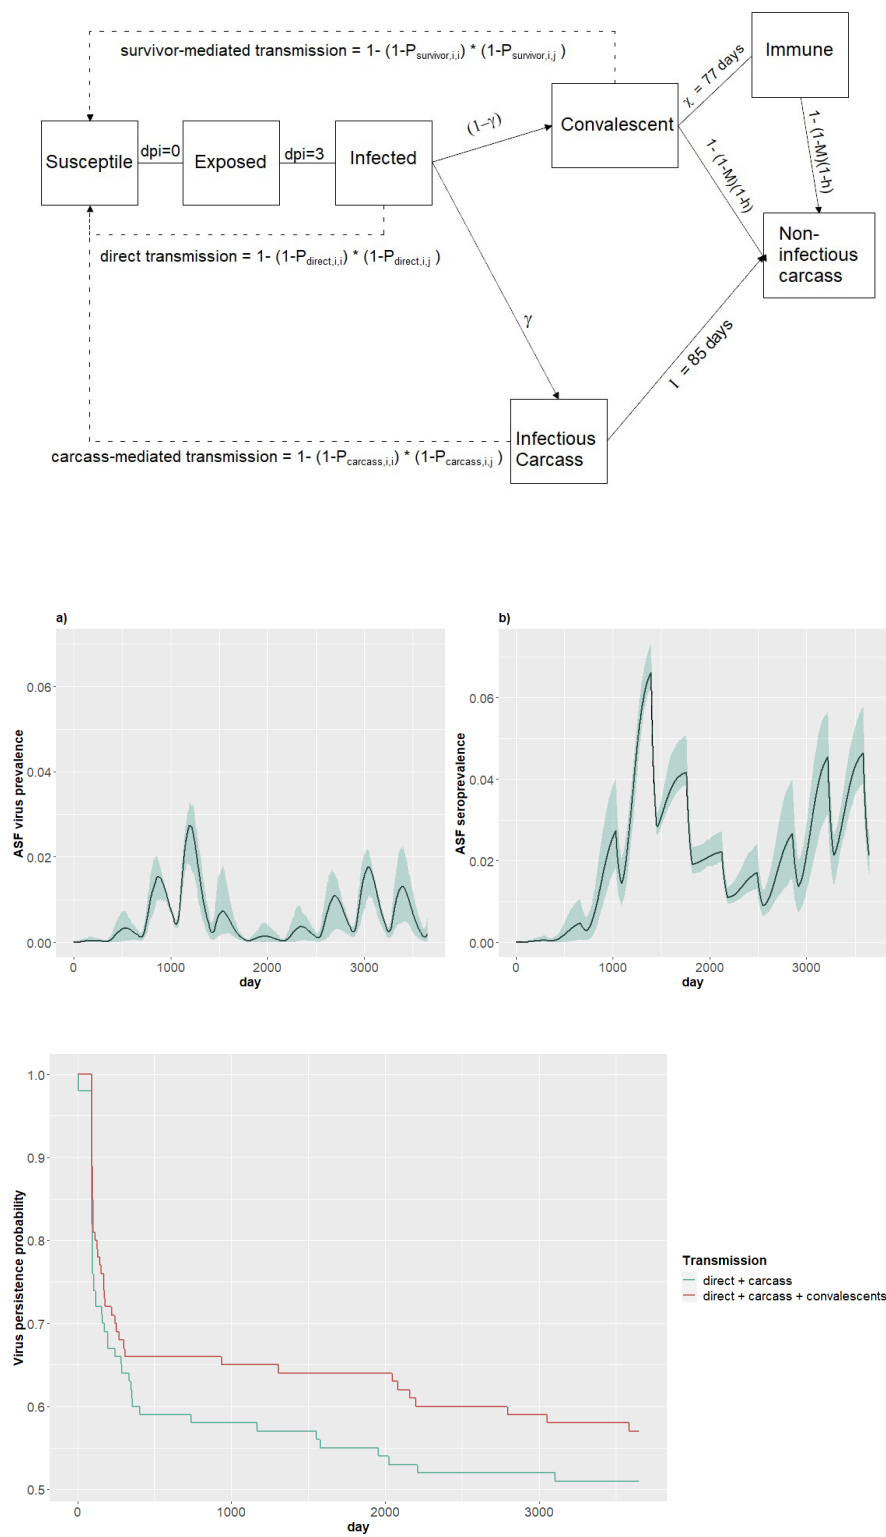 survivor-mediated transmission = 1- (1-Psurvivor,i,i) * (1-Psurvivor,i,j )
Immune
χ = 77 days
Convalescent
(1−γ)
Susceptile
dpi=0
Exposed
dpi=3
Infected
1- (1-M)(1-h)
1- (1-M)(1-h)
Non-
infectious
carcass
direct transmission = 1- (1-Pdirect,i,i) * (1-Pdirect,i,j )
γ
I = 85 days
Infectious
Carcass
carcass-mediated transmission = 1- (1-Pcarcass,i,i) * (1-Pcarcass,i,j )
a)
ASF virus prevalence
0.06
0.04
0.02
0.00
0 1000 2000 3000
day
b)
ASF seroprevalence
0.06
0.04
0.02
0.00
0 1000 2000 3000
day
Virus persistence probability
1.0
0.9
0.8
0.7
0.6
0.5
0 1000 2000 3000
day
Transmission
direct + carcass
direct + carcass + convalescents